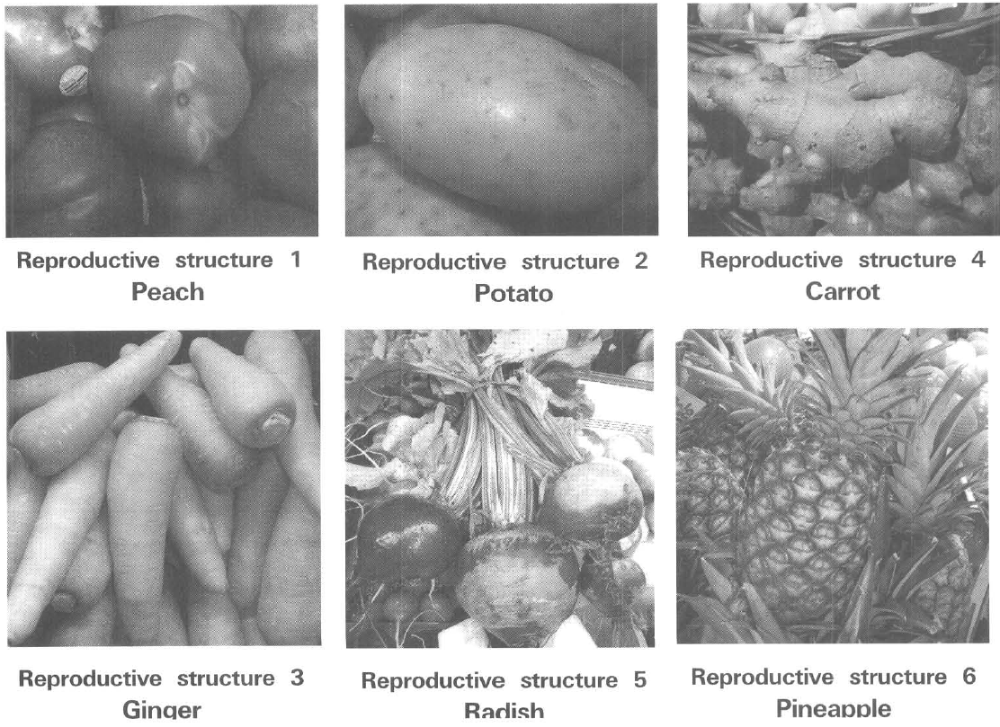 Reproductive structure 1
Peach
Reproductive structure 2
Potato
Reproductive structure 4
Carrot
Reproductive structure 3
Ginger
Reproductive structure 5
Radish
Reproductive structure 6
Pineapple